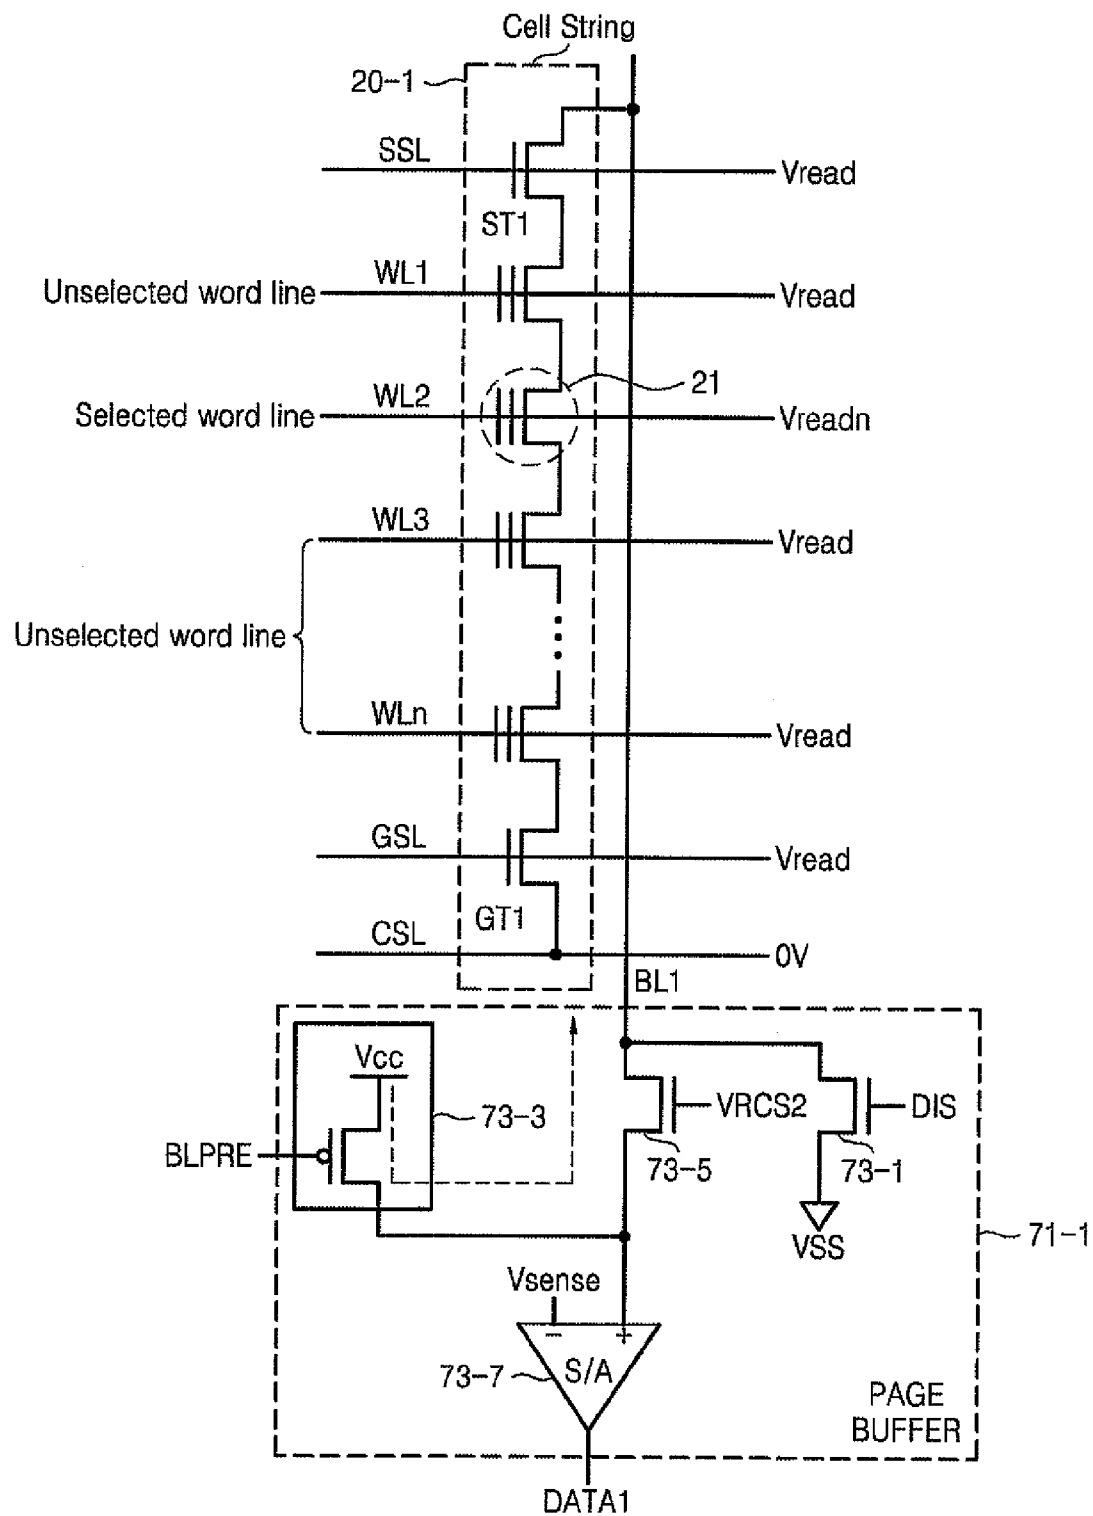 Cell String
20-1
SSL
Vread
ST1
WL1
Unselected word line
Vread
21
WL2
Selected word line
Vreadn
WL3
Vread
Unselected word line
WLn
Vread
GSL
Vread
GT1
CSL
0V
BL1
Vcc
73-3
VRCS2
DIS
BLPRE
73-5
73-1
VSS
71-1
Vsense
- +
S/A
73-7
PAGE
BUFFER
DATA1